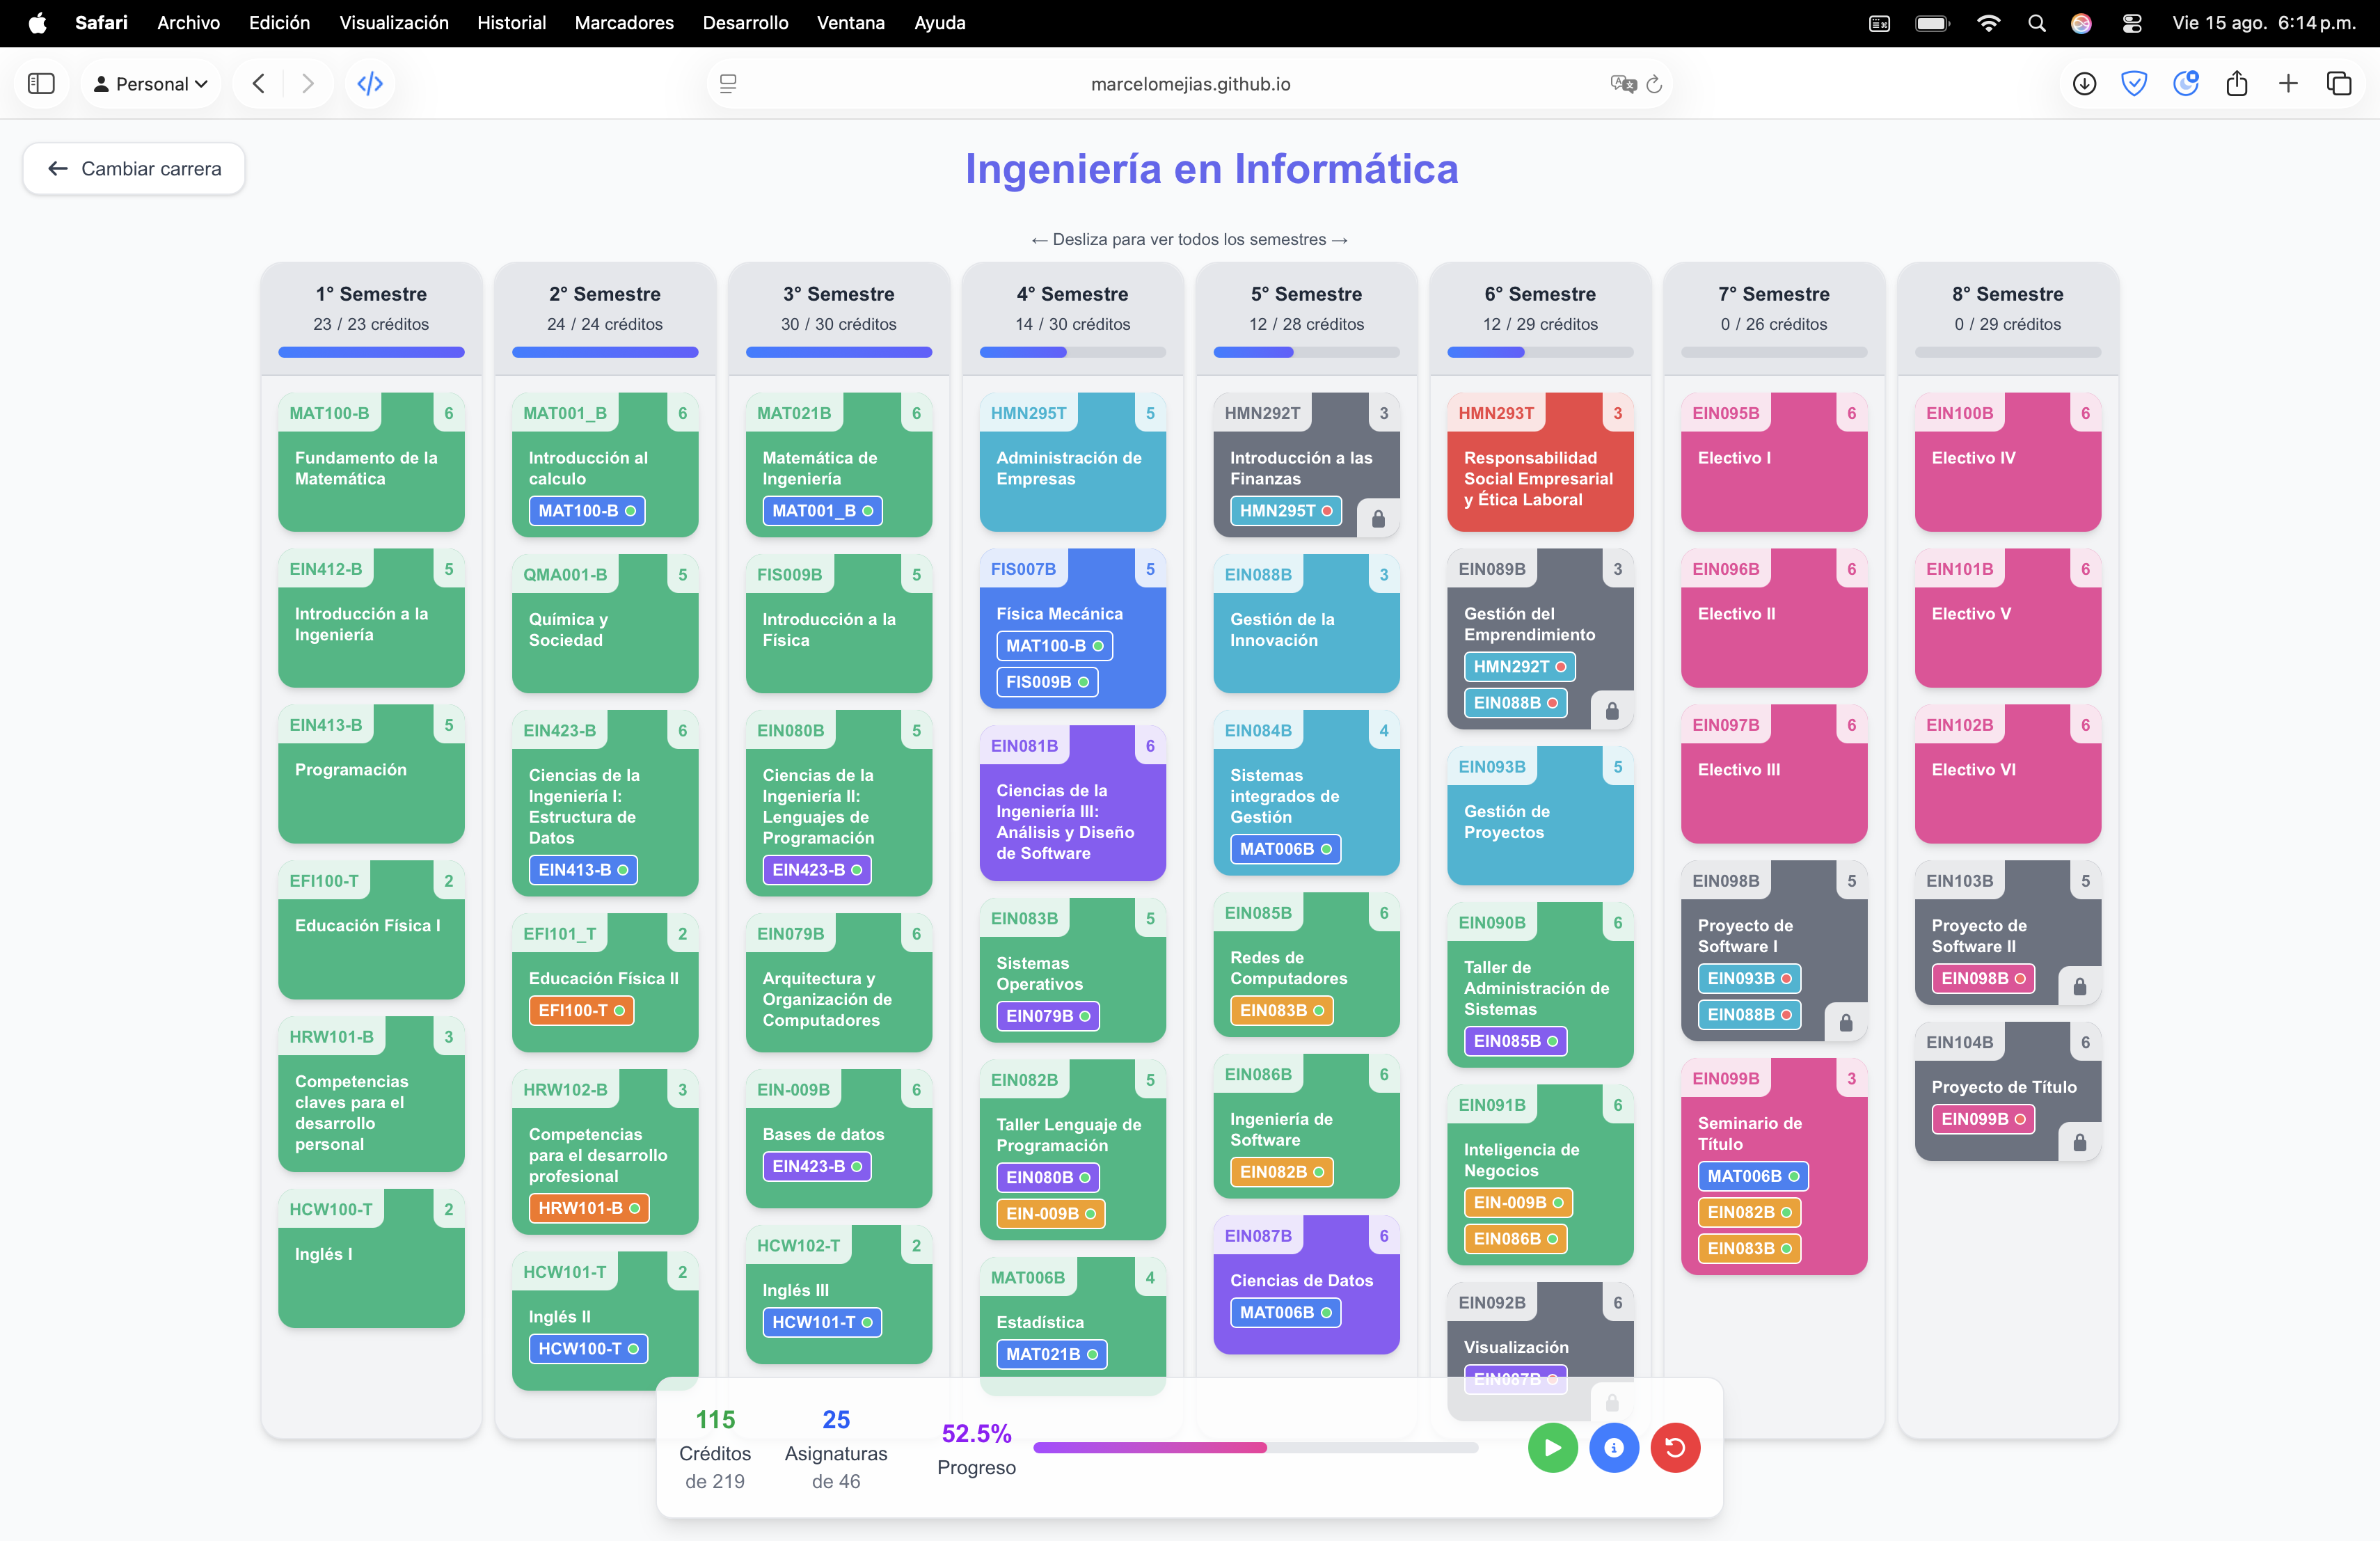 Safari Archivo Edición Visualización Historial Marcadores Desarrollo Ventana Ayuda Vie 15 ago. 6:14 p.m.
Personal marcelomejias.github.io
← Cambiar carrera
Ingeniería en Informática
← Desliza para ver todos los semestres →
1° Semestre
23 / 23 créditos
MAT100-B 6
Fundamento de la
Matemática
EIN412-B 5
Introducción a la
Ingeniería
EIN413-B 5
Programación
EFI100-T 2
Educación Física I
HRW101-B 3
Competencias
claves para el
desarrollo
personal
HCW100-T 2
Inglés I
2° Semestre
24 / 24 créditos
MAT001_B 6
Introducción al
calculo
MAT100-B
QMA001-B 5
Química y
Sociedad
EIN423-B 6
Ciencias de la
Ingeniería I:
Estructura de
Datos
EIN413-B
EFI101_T 2
Educación Física II
EFI100-T
HRW102-B 3
Competencias
para el desarrollo
profesional
HRW101-B
HCW101-T 2
Inglés II
HCW100-T
3° Semestre
30 / 30 créditos
MAT021B 6
Matemática de
Ingeniería
MAT001_B
FIS009B 5
Introducción a la
Física
EIN080B 5
Ciencias de la
Ingeniería II:
Lenguajes de
Programación
EIN423-B
EIN079B 6
Arquitectura y
Organización de
Computadores
EIN-009B 6
Bases de datos
EIN423-B
HCW102-T 2
Inglés III
HCW101-T
4° Semestre
14 / 30 créditos
HMN295T 5
Administración de
Empresas
FIS007B 5
Física Mecánica
MAT100-B
FIS009B
EIN081B 6
Ciencias de la
Ingeniería III:
Análisis y Diseño
de Software
EIN083B 5
Sistemas
Operativos
EIN079B
EIN082B 5
Taller Lenguaje de
Programación
EIN080B
EIN-009B
MAT006B 4
Estadística
MAT021B
5° Semestre
12 / 28 créditos
HMN292T 3
Introducción a las
Finanzas
HMN295T
EIN088B 3
Gestión de la
Innovación
EIN084B 4
Sistemas
integrados de
Gestión
MAT006B
EIN085B 6
Redes de
Computadores
EIN083B
EIN086B 6
Ingeniería de
Software
EIN082B
EIN087B 6
Ciencias de Datos
MAT006B
6° Semestre
12 / 29 créditos
HMN293T 3
Responsabilidad
Social Empresarial
y Ética Laboral
EIN089B 3
Gestión del
Emprendimiento
HMN292T
EIN088B
EIN093B 5
Gestión de
Proyectos
EIN090B 6
Taller de
Administración de
Sistemas
EIN085B
EIN091B 6
Inteligencia de
Negocios
EIN-009B
EIN086B
EIN092B 6
Visualización
EIN087B
7° Semestre
0 / 26 créditos
EIN095B 6
Electivo I
EIN096B 6
Electivo II
EIN097B 6
Electivo III
EIN098B 5
Proyecto de
Software I
EIN093B
EIN088B
EIN099B 3
Seminario de
Título
MAT006B
EIN082B
EIN083B
8° Semestre
0 / 29 créditos
EIN100B 6
Electivo IV
EIN101B 6
Electivo V
EIN102B 6
Electivo VI
EIN103B 5
Proyecto de
Software II
EIN098B
EIN104B 6
Proyecto de Título
EIN099B
115
Créditos
de 219
25
Asignaturas
de 46
52.5%
Progreso